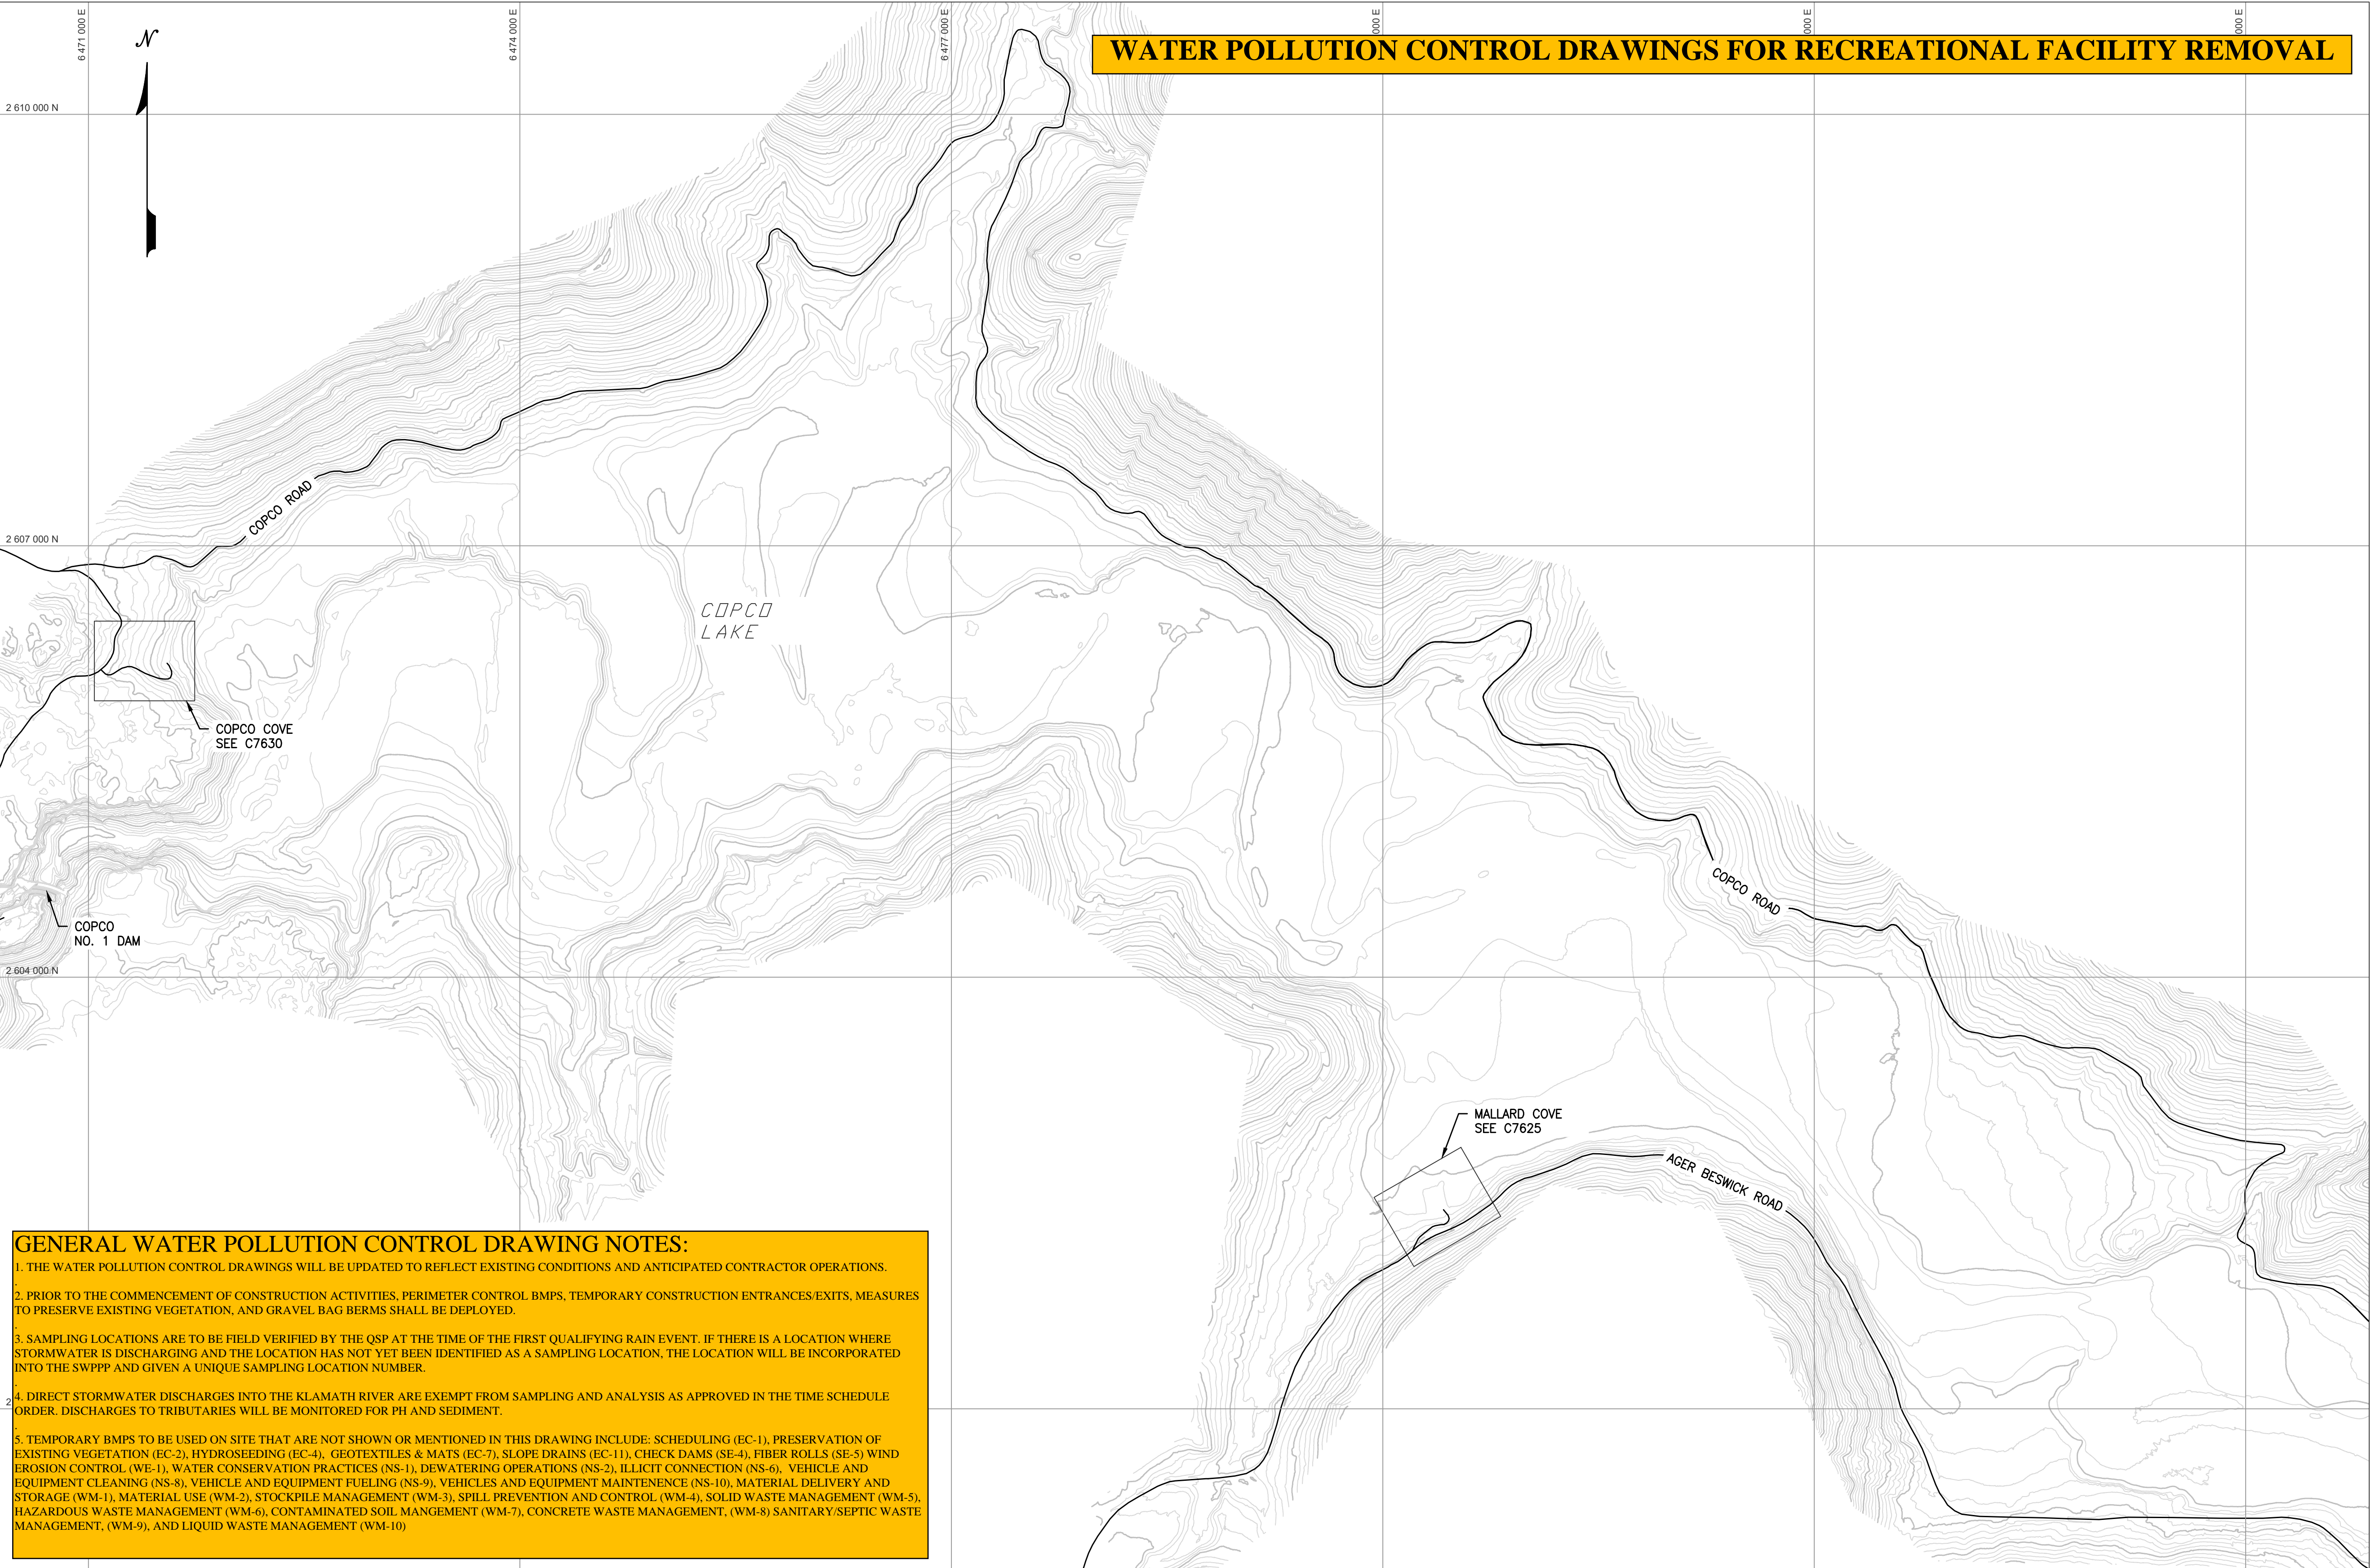 6 471 000 E
6 474 000 E
6 477 000 E
000 E
000 E
000 E
N
WATER POLLUTION CONTROL DRAWINGS FOR RECREATIONAL FACILITY REMOVAL
2 610 000 N
COPCO ROAD
2 607 000 N
COPCO
LAKE
COPCO COVE
SEE C7630
COPCO ROAD
COPCO
NO. 1 DAM
2 604 000 N
MALLARD COVE
SEE C7625
AGER BESWICK ROAD
2
GENERAL WATER POLLUTION CONTROL DRAWING NOTES:
1. THE WATER POLLUTION CONTROL DRAWINGS WILL BE UPDATED TO REFLECT EXISTING CONDITIONS AND ANTICIPATED CONTRACTOR OPERATIONS.
.
2. PRIOR TO THE COMMENCEMENT OF CONSTRUCTION ACTIVITIES, PERIMETER CONTROL BMPS, TEMPORARY CONSTRUCTION ENTRANCES/EXITS, MEASURES
TO PRESERVE EXISTING VEGETATION, AND GRAVEL BAG BERMS SHALL BE DEPLOYED.
.
3. SAMPLING LOCATIONS ARE TO BE FIELD VERIFIED BY THE QSP AT THE TIME OF THE FIRST QUALIFYING RAIN EVENT. IF THERE IS A LOCATION WHERE
STORMWATER IS DISCHARGING AND THE LOCATION HAS NOT YET BEEN IDENTIFIED AS A SAMPLING LOCATION, THE LOCATION WILL BE INCORPORATED
INTO THE SWPPP AND GIVEN A UNIQUE SAMPLING LOCATION NUMBER.
.
4. DIRECT STORMWATER DISCHARGES INTO THE KLAMATH RIVER ARE EXEMPT FROM SAMPLING AND ANALYSIS AS APPROVED IN THE TIME SCHEDULE
ORDER. DISCHARGES TO TRIBUTARIES WILL BE MONITORED FOR PH AND SEDIMENT.
.
5. TEMPORARY BMPS TO BE USED ON SITE THAT ARE NOT SHOWN OR MENTIONED IN THIS DRAWING INCLUDE: SCHEDULING (EC-1), PRESERVATION OF
EXISTING VEGETATION (EC-2), HYDROSEEDING (EC-4), GEOTEXTILES & MATS (EC-7), SLOPE DRAINS (EC-11), CHECK DAMS (SE-4), FIBER ROLLS (SE-5) WIND
EROSION CONTROL (WE-1), WATER CONSERVATION PRACTICES (NS-1), DEWATERING OPERATIONS (NS-2), ILLICIT CONNECTION (NS-6), VEHICLE AND
EQUIPMENT CLEANING (NS-8), VEHICLE AND EQUIPMENT FUELING (NS-9), VEHICLES AND EQUIPMENT MAINTENENCE (NS-10), MATERIAL DELIVERY AND
STORAGE (WM-1), MATERIAL USE (WM-2), STOCKPILE MANAGEMENT (WM-3), SPILL PREVENTION AND CONTROL (WM-4), SOLID WASTE MANAGEMENT (WM-5),
HAZARDOUS WASTE MANAGEMENT (WM-6), CONTAMINATED SOIL MANGEMENT (WM-7), CONCRETE WASTE MANAGEMENT, (WM-8) SANITARY/SEPTIC WASTE
MANAGEMENT, (WM-9), AND LIQUID WASTE MANAGEMENT (WM-10)